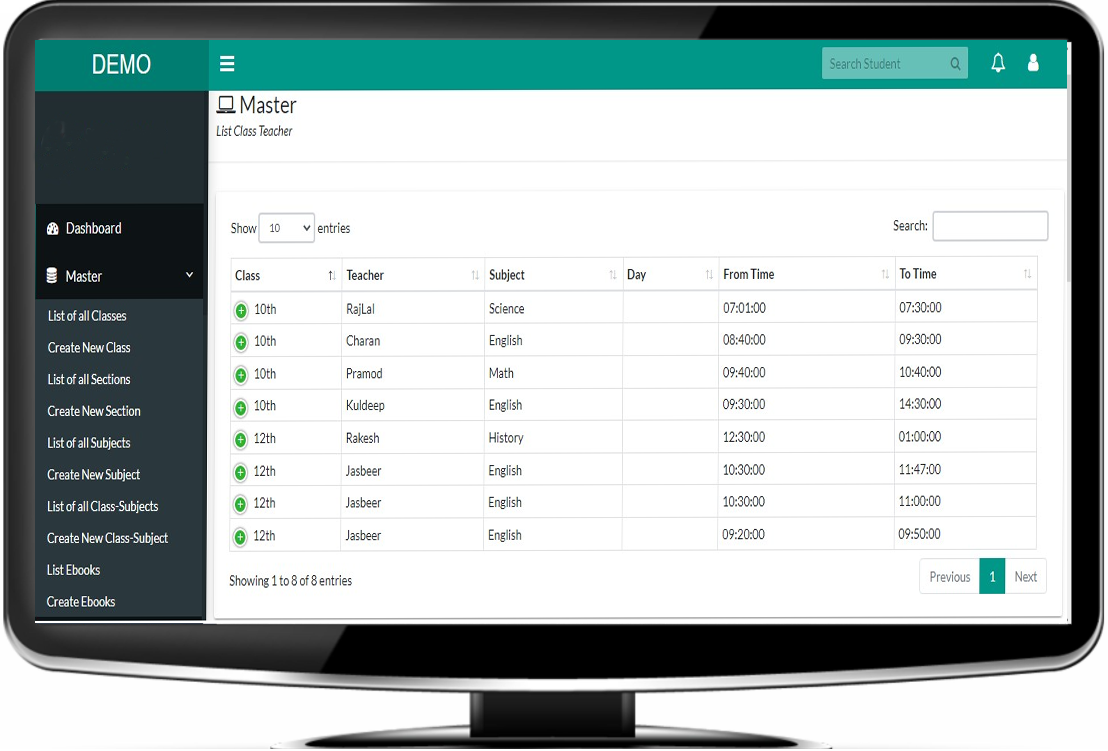 DEMO
Search Student
Master
List Class Teacher
Dashboard
Master
List of all Classes
Create New Class
List of all Sections
Create New Section
List of all Subjects
Create New Subject
List of all Class-Subjects
Create New Class-Subject
List Ebooks
Create Ebooks
Show 10 entries
Search:
Class Teacher Subject Day From Time To Time
10th RajLal Science 07:01:00 07:30:00
10th Charan English 08:40:00 09:30:00
10th Pramod Math 09:40:00 10:40:00
10th Kuldeep English 09:30:00 14:30:00
12th Rakesh History 12:30:00 01:00:00
12th Jasbeer English 10:30:00 11:47:00
12th Jasbeer English 10:30:00 11:00:00
12th Jasbeer English 09:20:00 09:50:00
Showing 1 to 8 of 8 entries
Previous 1 Next